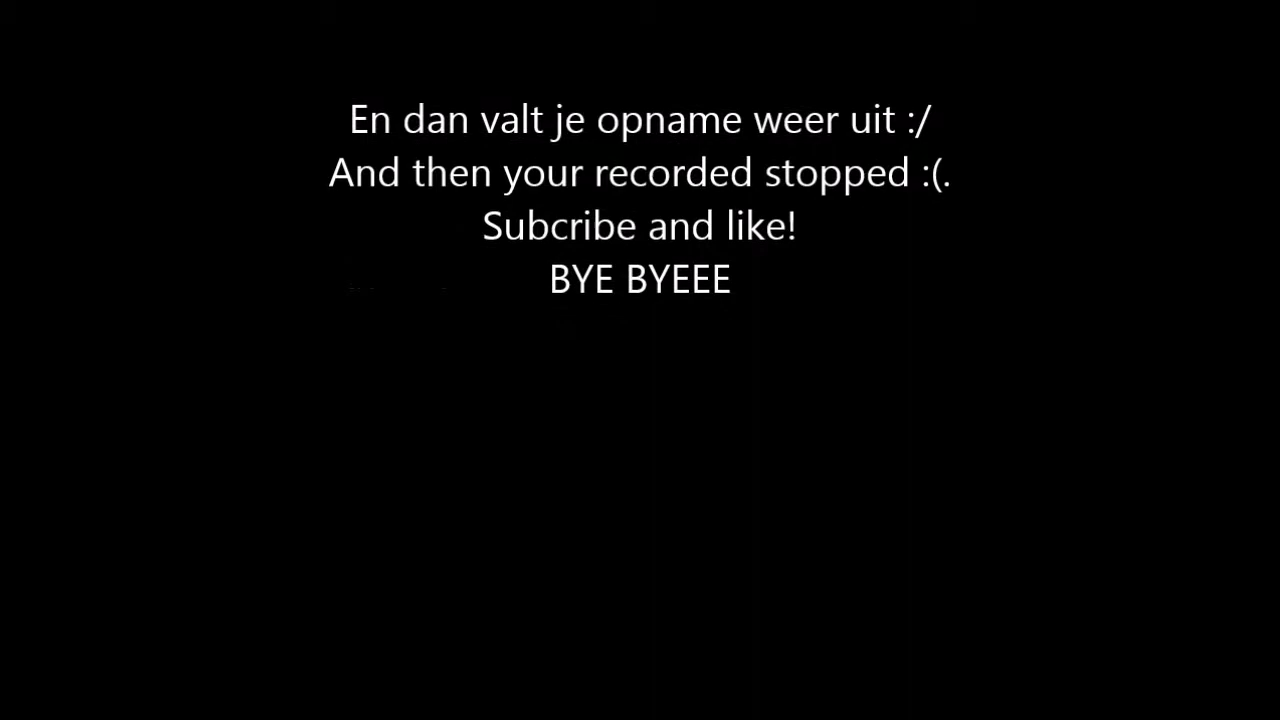 En dan valt je opname weer uit :/
And then your recorded stopped :(.
Subcribe and like!
BYE BYEEE